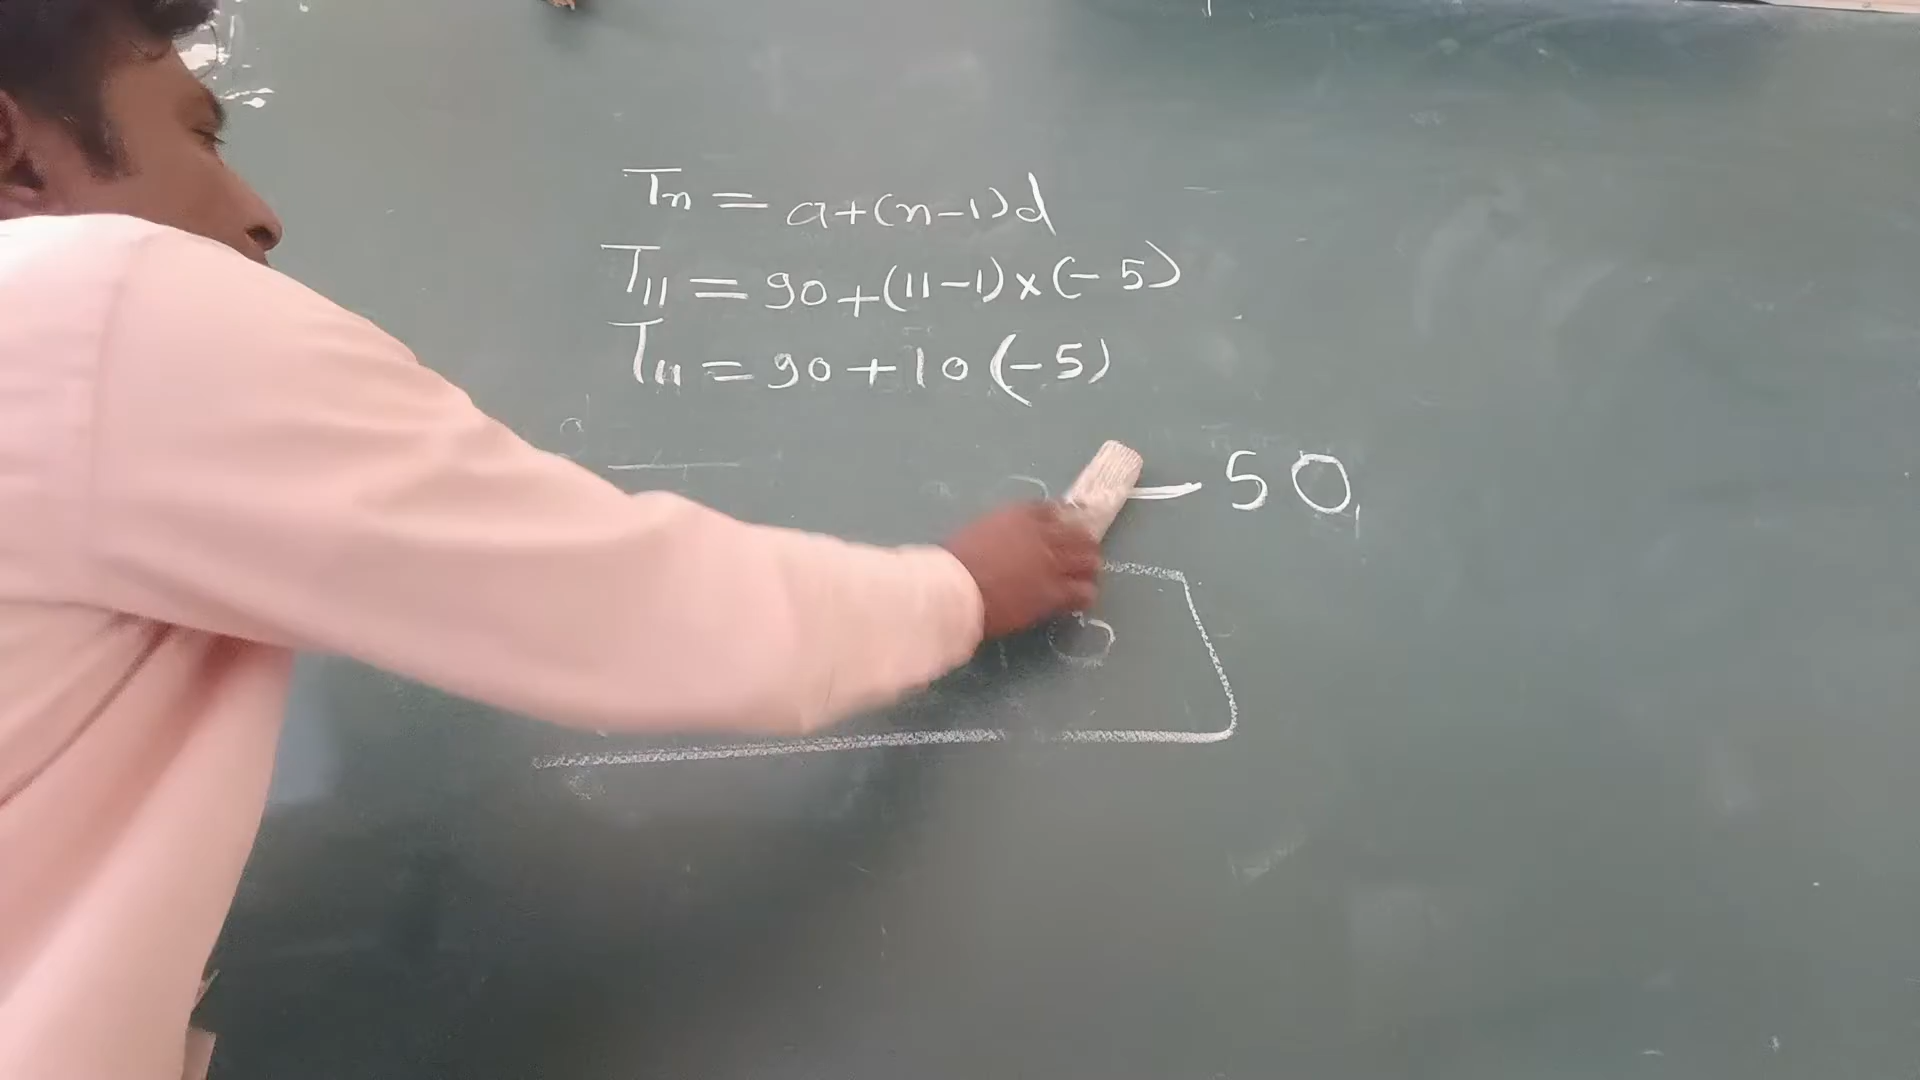 Tn = a+(n-1)d
T11 = 90+(11-1)×(-5)
T11 = 90+10(-5)
-50